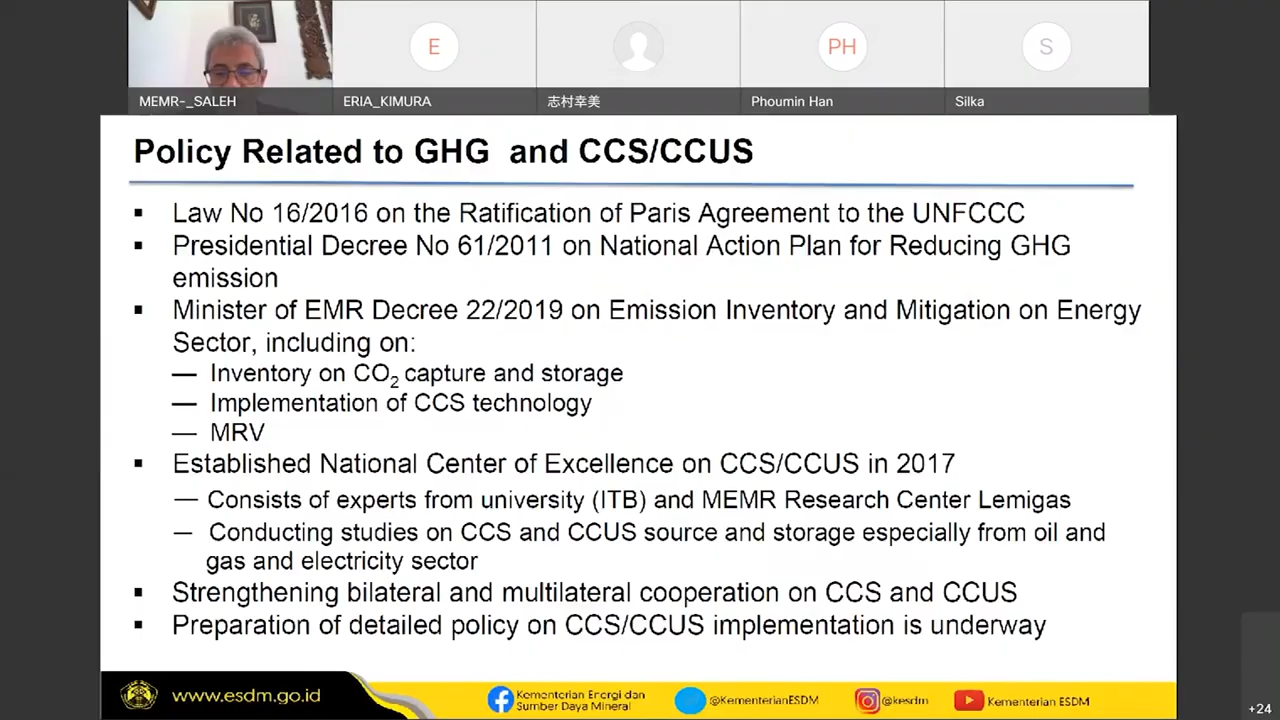 E
PH
S
MEMR-_SALEH
ERIA_KIMURA
志村幸美
Phoumin Han
Silka
Policy Related to GHG and CCS/CCUS
▪ Law No 16/2016 on the Ratification of Paris Agreement to the UNFCCC
▪ Presidential Decree No 61/2011 on National Action Plan for Reducing GHG
emission
▪ Minister of EMR Decree 22/2019 on Emission Inventory and Mitigation on Energy
Sector, including on:
— Inventory on CO₂ capture and storage
— Implementation of CCS technology
— MRV
▪ Established National Center of Excellence on CCS/CCUS in 2017
— Consists of experts from university (ITB) and MEMR Research Center Lemigas
— Conducting studies on CCS and CCUS source and storage especially from oil and
gas and electricity sector
▪ Strengthening bilateral and multilateral cooperation on CCS and CCUS
▪ Preparation of detailed policy on CCS/CCUS implementation is underway
www.esdm.go.id
Kementerian Energi dan
Sumber Daya Mineral
@KementerianESDM
@kesdm
Kementerian ESDM
+24